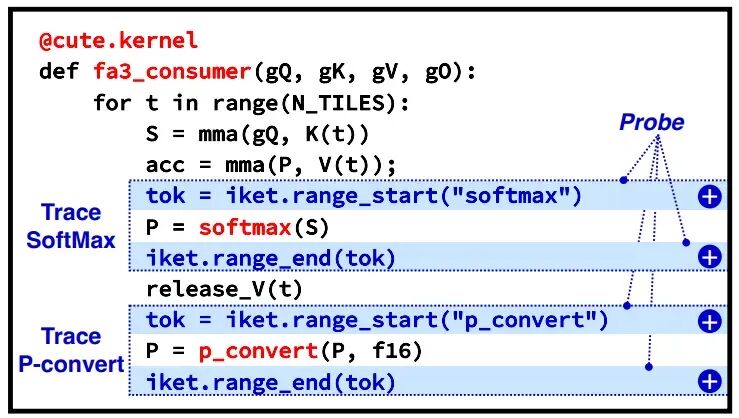 @cute.kernel
def fa3_consumer(gQ, gK, gV, gO):
for t in range(N_TILES):
Probe
S = mma(gQ, K(t))
acc = mma(P, V(t));
Trace
SoftMax
tok = iket.range_start("softmax")
P = softmax(S)
iket.range_end(tok)
release_V(t)
Trace
P-convert
tok = iket.range_start("p_convert")
P = p_convert(P, f16)
iket.range_end(tok)